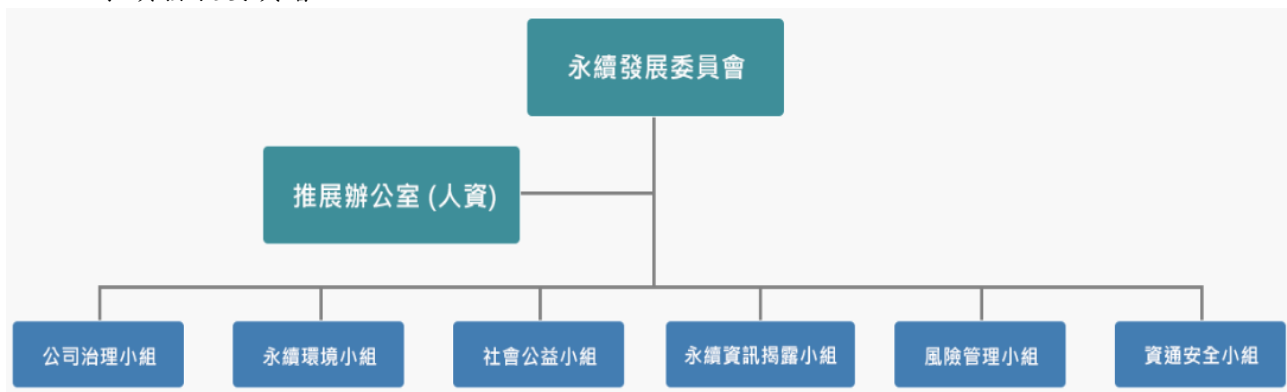 永續發展委員會
推展辦公室 (人資)
公司治理小組
永續環境小組
社會公益小組
永續資訊揭露小組
風險管理小組
資通安全小組